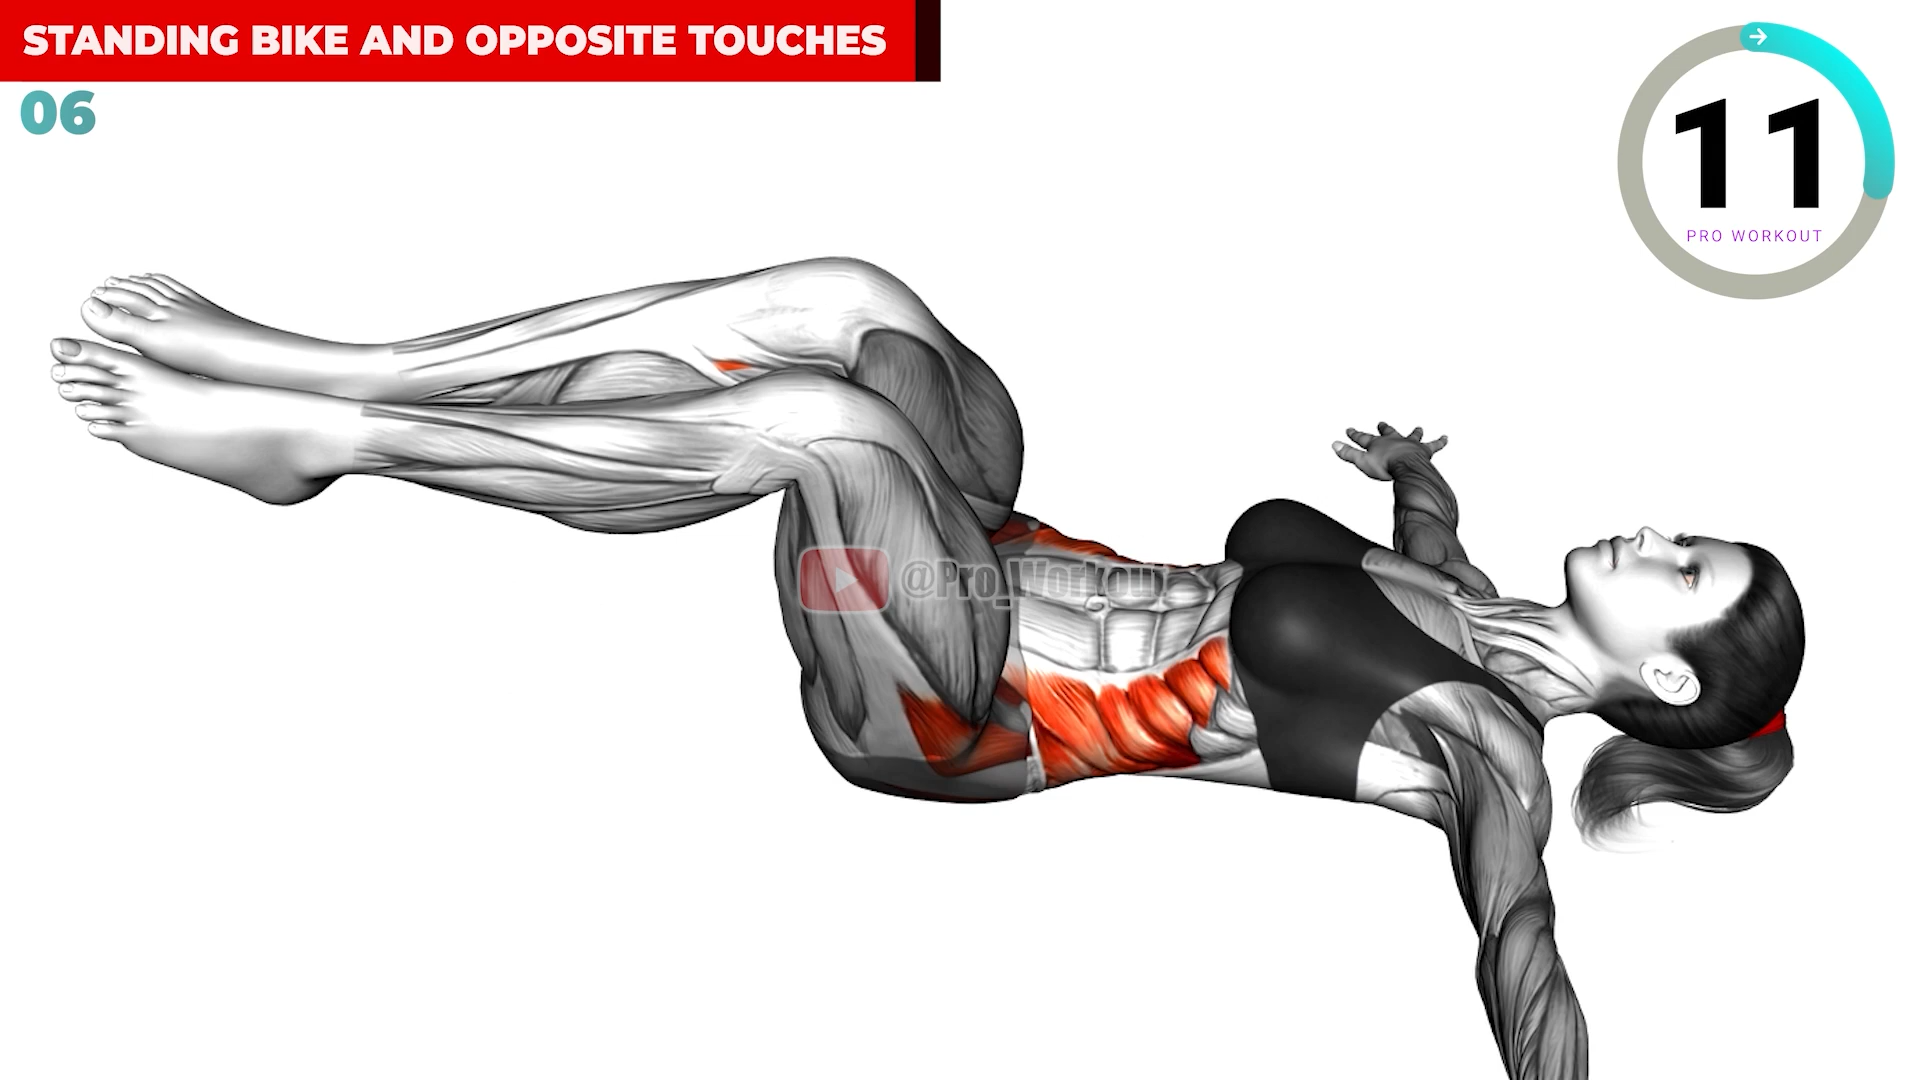 STANDING BIKE AND OPPOSITE TOUCHES
06
11
PRO WORKOUT
@Pro_Workout